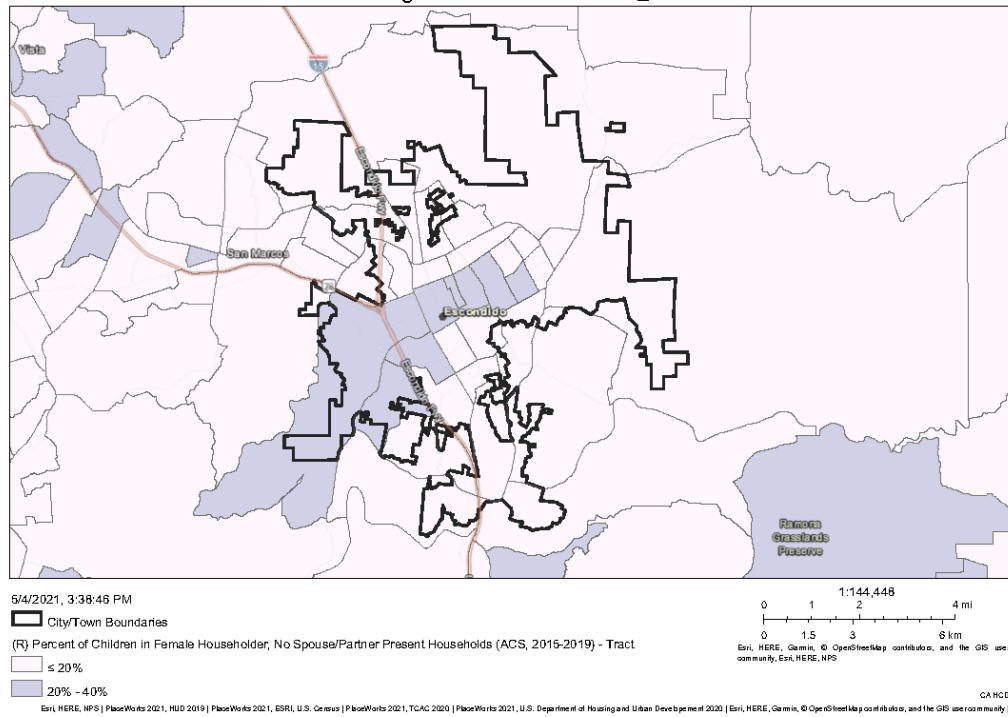 Vista
15
Escondido
San Marcos
78
Escondido
Ramona
Grasslands
Preserve
5/4/2021, 3:38:46 PM
City/Town Boundaries
(R) Percent of Children in Female Householder, No Spouse/Partner Present Households (ACS, 2015-2019) - Tract
≤ 20%
20% - 40%
1:144,448
0 1 2 4 mi
0 1.5 3 6 km
Esri, HERE, Garmin, © OpenStreetMap contributors, and the GIS user
community, Esri, HERE, NPS
CA HCD
Esri, HERE, NPS | PlaceWorks 2021, HUD 2019 | PlaceWorks 2021, ESRI, U.S. Census | PlaceWorks 2021, TCAC 2020 | PlaceWorks 2021, U.S. Department of Housing and Urban Development 2020 | Esri, HERE, Garmin, © OpenStreetMap contributors, and the GIS user community |